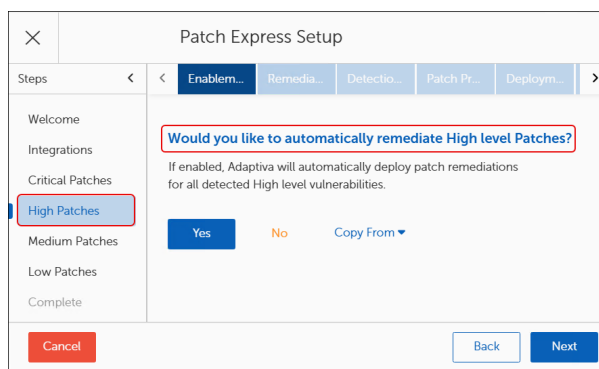 Patch Express Setup
Steps
Enablem...
Remedia...
Detectio...
Patch Pr...
Deploym...
Welcome
Integrations
Critical Patches
High Patches
Medium Patches
Low Patches
Complete
Would you like to automatically remediate High level Patches?
If enabled, Adaptiva will automatically deploy patch remediations
for all detected High level vulnerabilities.
Yes
No
Copy From
Cancel
Back
Next